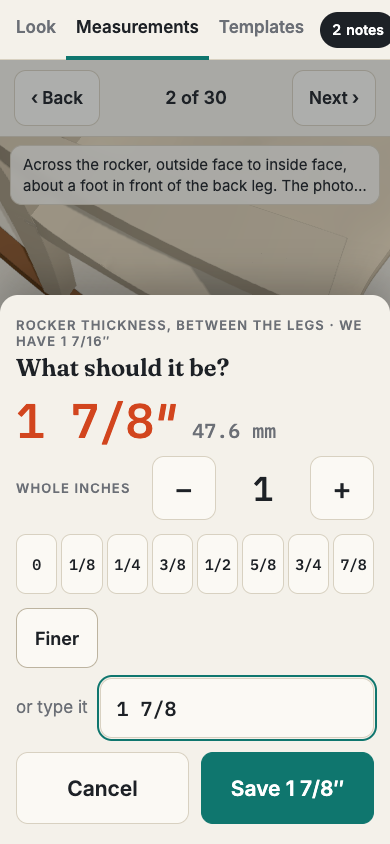 Look Measurements Templates 2 notes
‹ Back 2 of 30 Next ›
Across the rocker, outside face to inside face,
about a foot in front of the back leg. The photo…
ROCKER THICKNESS, BETWEEN THE LEGS · WE
HAVE 1 7/16″
What should it be?
1 7/8″ 47.6 mm
WHOLE INCHES − 1 +
0 1/8 1/4 3/8 1/2 5/8 3/4 7/8
Finer
or type it 1 7/8
Cancel Save 1 7/8″